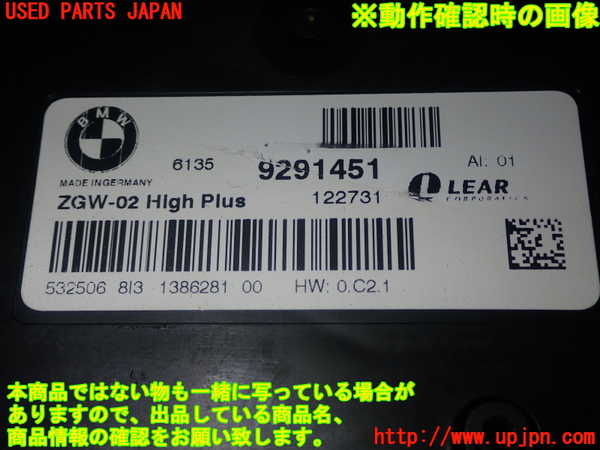 USED PARTS JAPAN
※動作確認時の画像
BMW
6135 9291451 AI: 01
MADE IN GERMANY
ZGW-02 High Plus 122731 LEAR
CORPORATION
532506 8I3 1386281 00 HW: 0.C2.1
本商品ではない物も一緒に写っている場合が
ありますので、出品している商品名、
商品情報の確認をお願い致します。
http://www.upjpn.com/